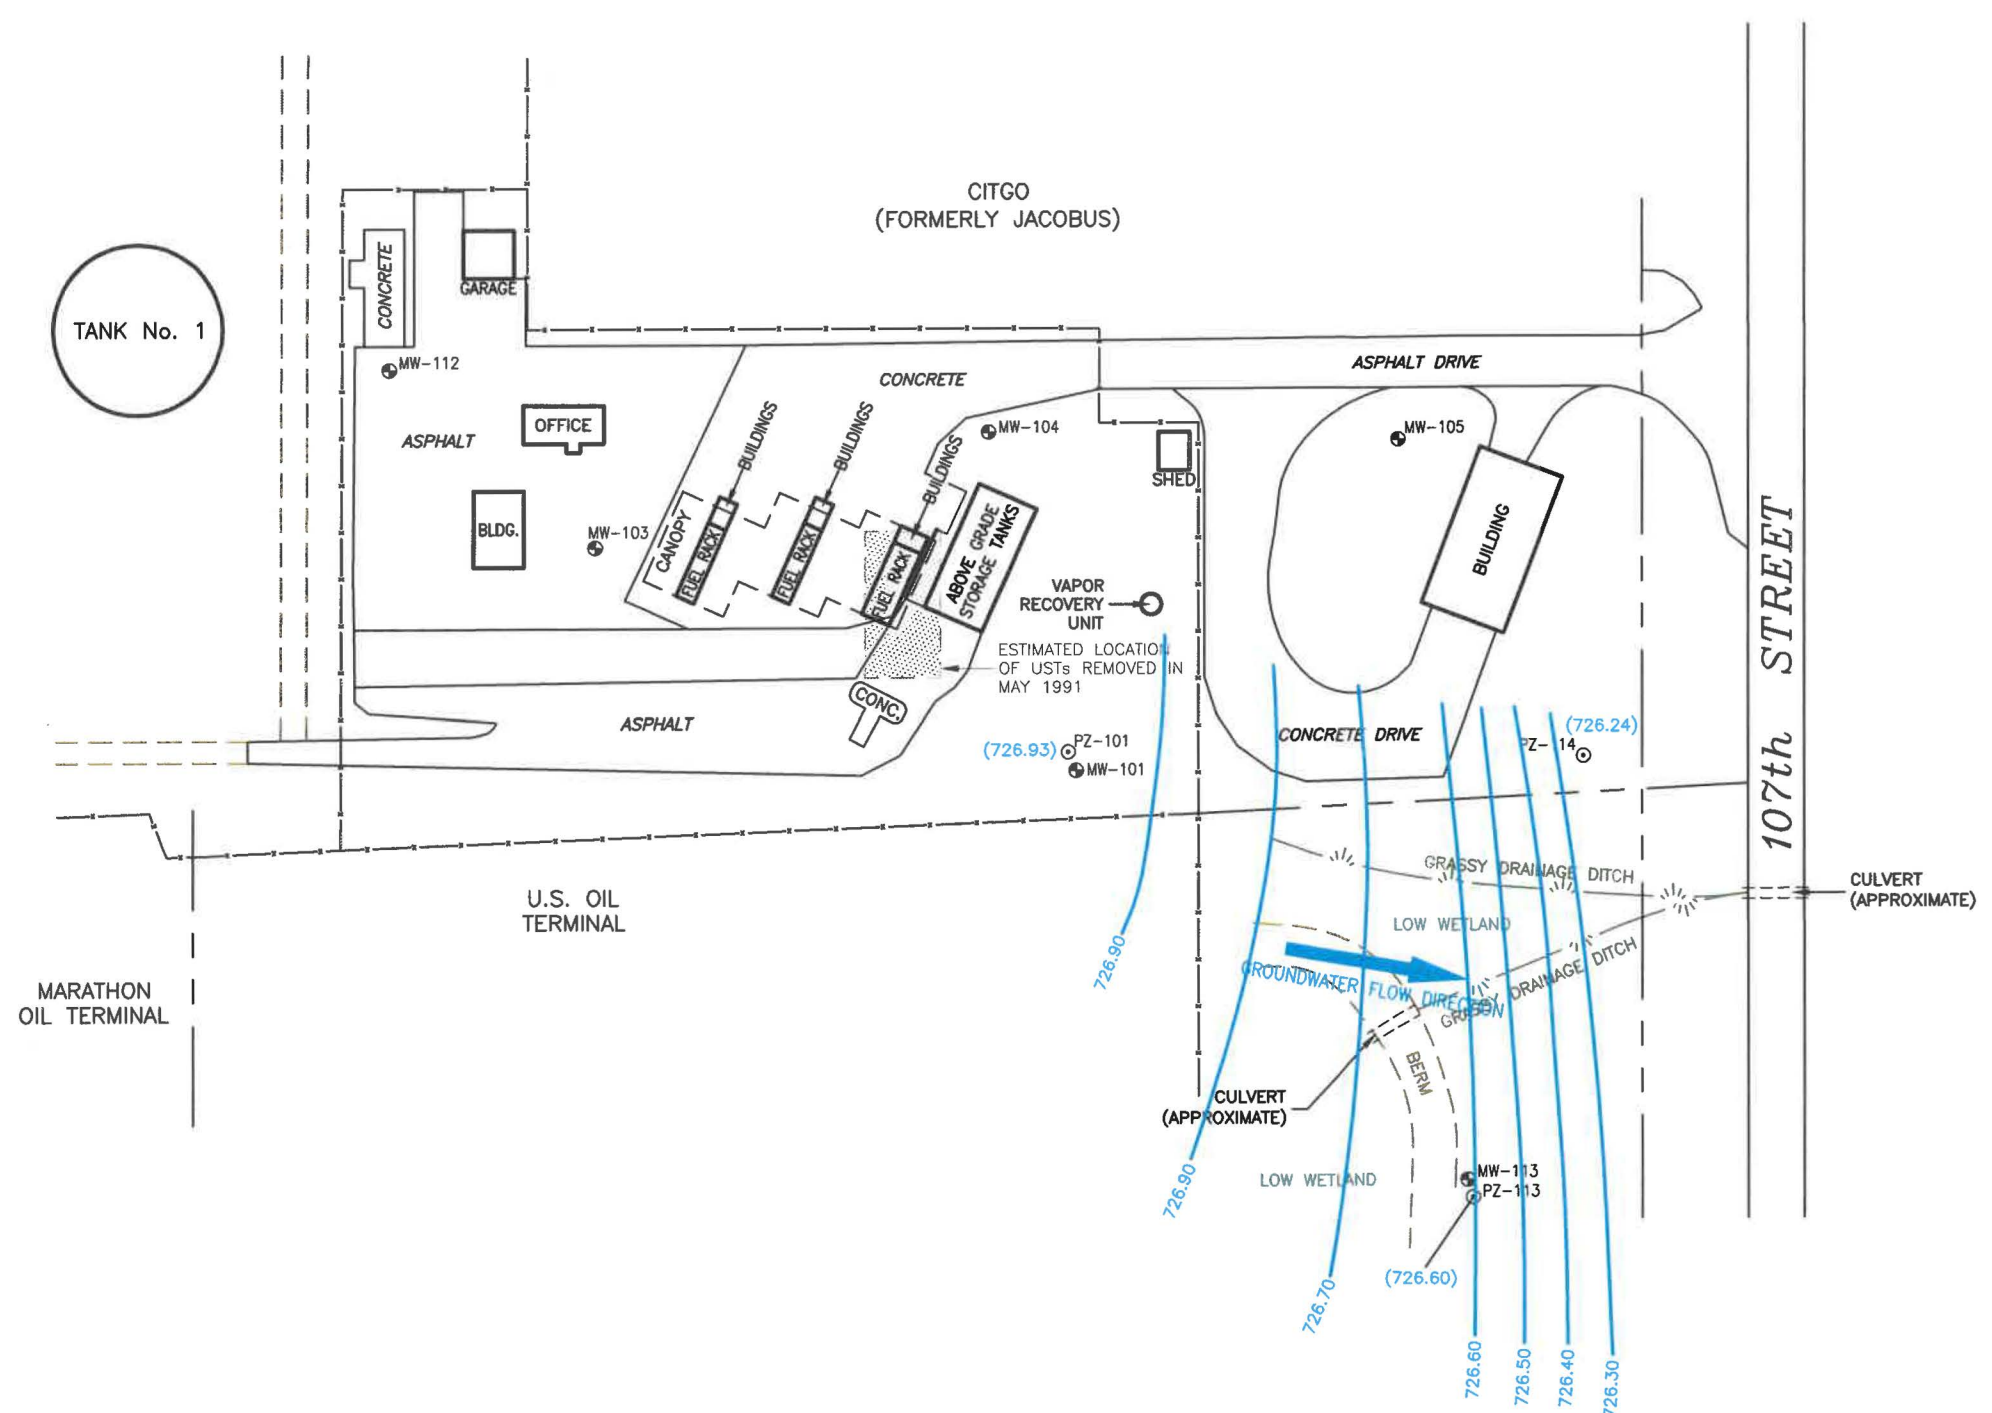 CITGO
(FORMERLY JACOBUS)
TANK No. 1
CONCRETE
GARAGE
MW-112
ASPHALT
OFFICE
BLDG.
MW-103
CONCRETE
BUILDINGS
BUILDINGS
BUILDINGS
CANOPY
FUEL RACK
FUEL RACK
FUEL RACK
ABOVE GRADE
STORAGE TANKS
MW-104
SHED
ASPHALT DRIVE
MW-105
BUILDING
107th STREET
VAPOR
RECOVERY
UNIT
ESTIMATED LOCATION
OF USTs REMOVED IN
MAY 1991
CONC.
ASPHALT
(726.93)
PZ-101
MW-101
CONCRETE DRIVE
(726.24)
PZ-114
U.S. OIL
TERMINAL
MARATHON
OIL TERMINAL
GRASSY DRAINAGE DITCH
CULVERT
(APPROXIMATE)
LOW WETLAND
GROUNDWATER FLOW DIRECTION
GRASSY DRAINAGE DITCH
BERM
CULVERT
(APPROXIMATE)
LOW WETLAND
MW-113
PZ-113
(726.60)
726.90
726.90
726.70
726.60
726.50
726.40
726.30